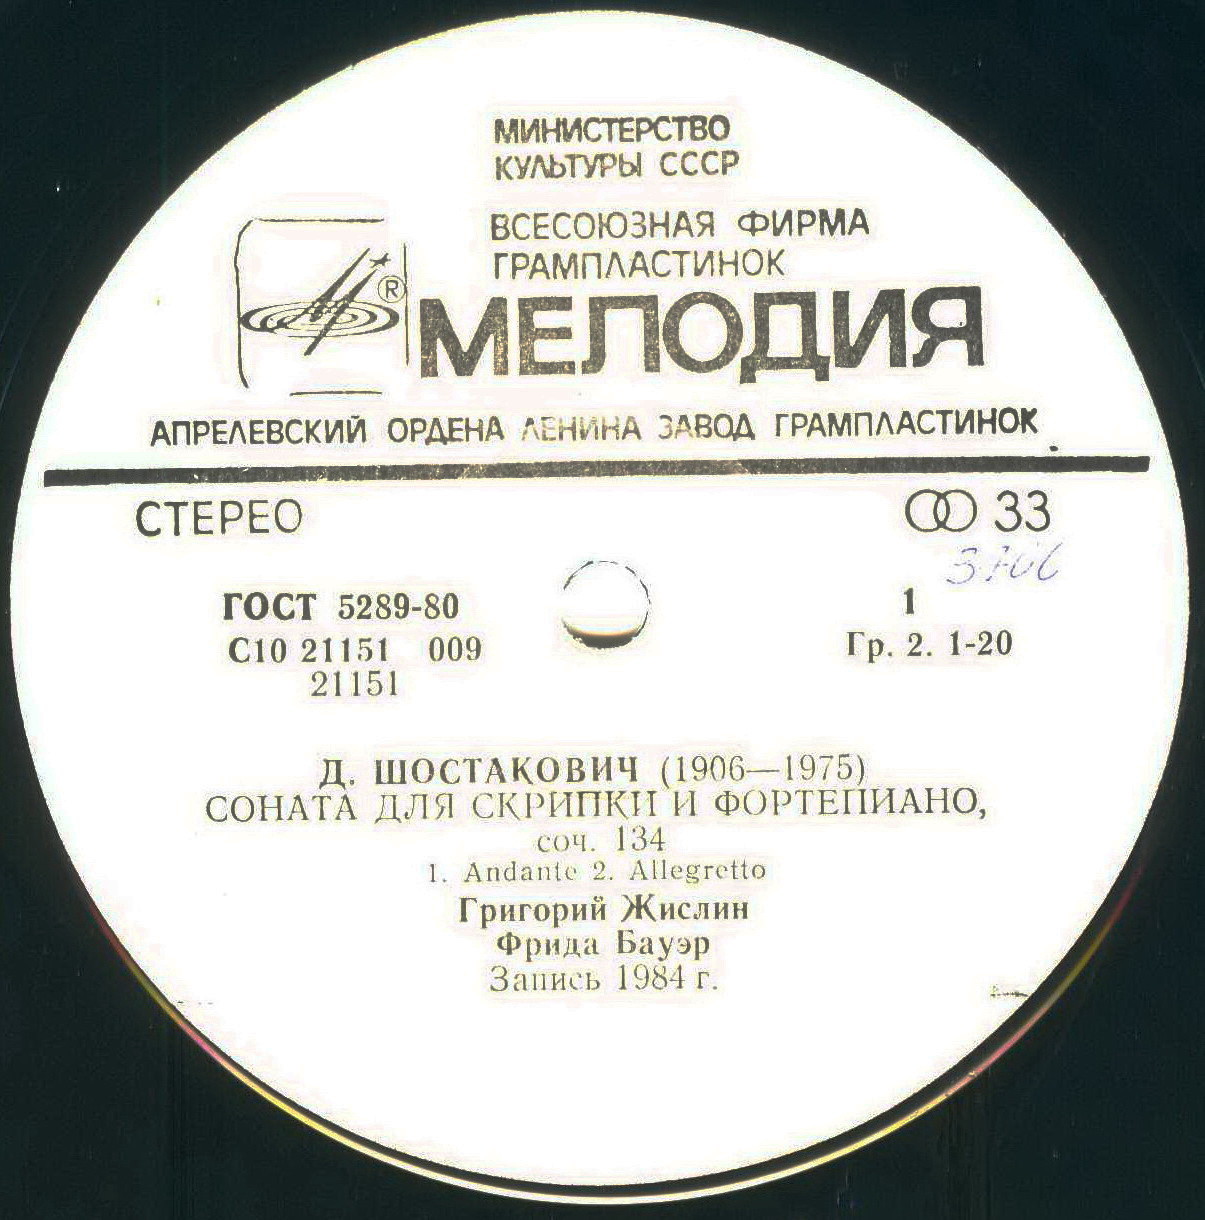 МИНИСТЕРСТВО
КУЛЬТУРЫ СССР
ВСЕСОЮЗНАЯ ФИРМА
ГРАМПЛАСТИНОК
®
МЕЛОДИЯ
АПРЕЛЕВСКИЙ ОРДЕНА ЛЕНИНА ЗАВОД ГРАМПЛАСТИНОК
СТЕРЕО
33
ГОСТ 5289-80
1
С10 21151 009
Гр. 2. 1-20
21151
Д. ШОСТАКОВИЧ (1906—1975)
СОНАТА ДЛЯ СКРИПКИ И ФОРТЕПИАНО,
соч. 134
1. Andante 2. Allegretto
Григорий Жислин
Фрида Бауэр
Запись 1984 г.